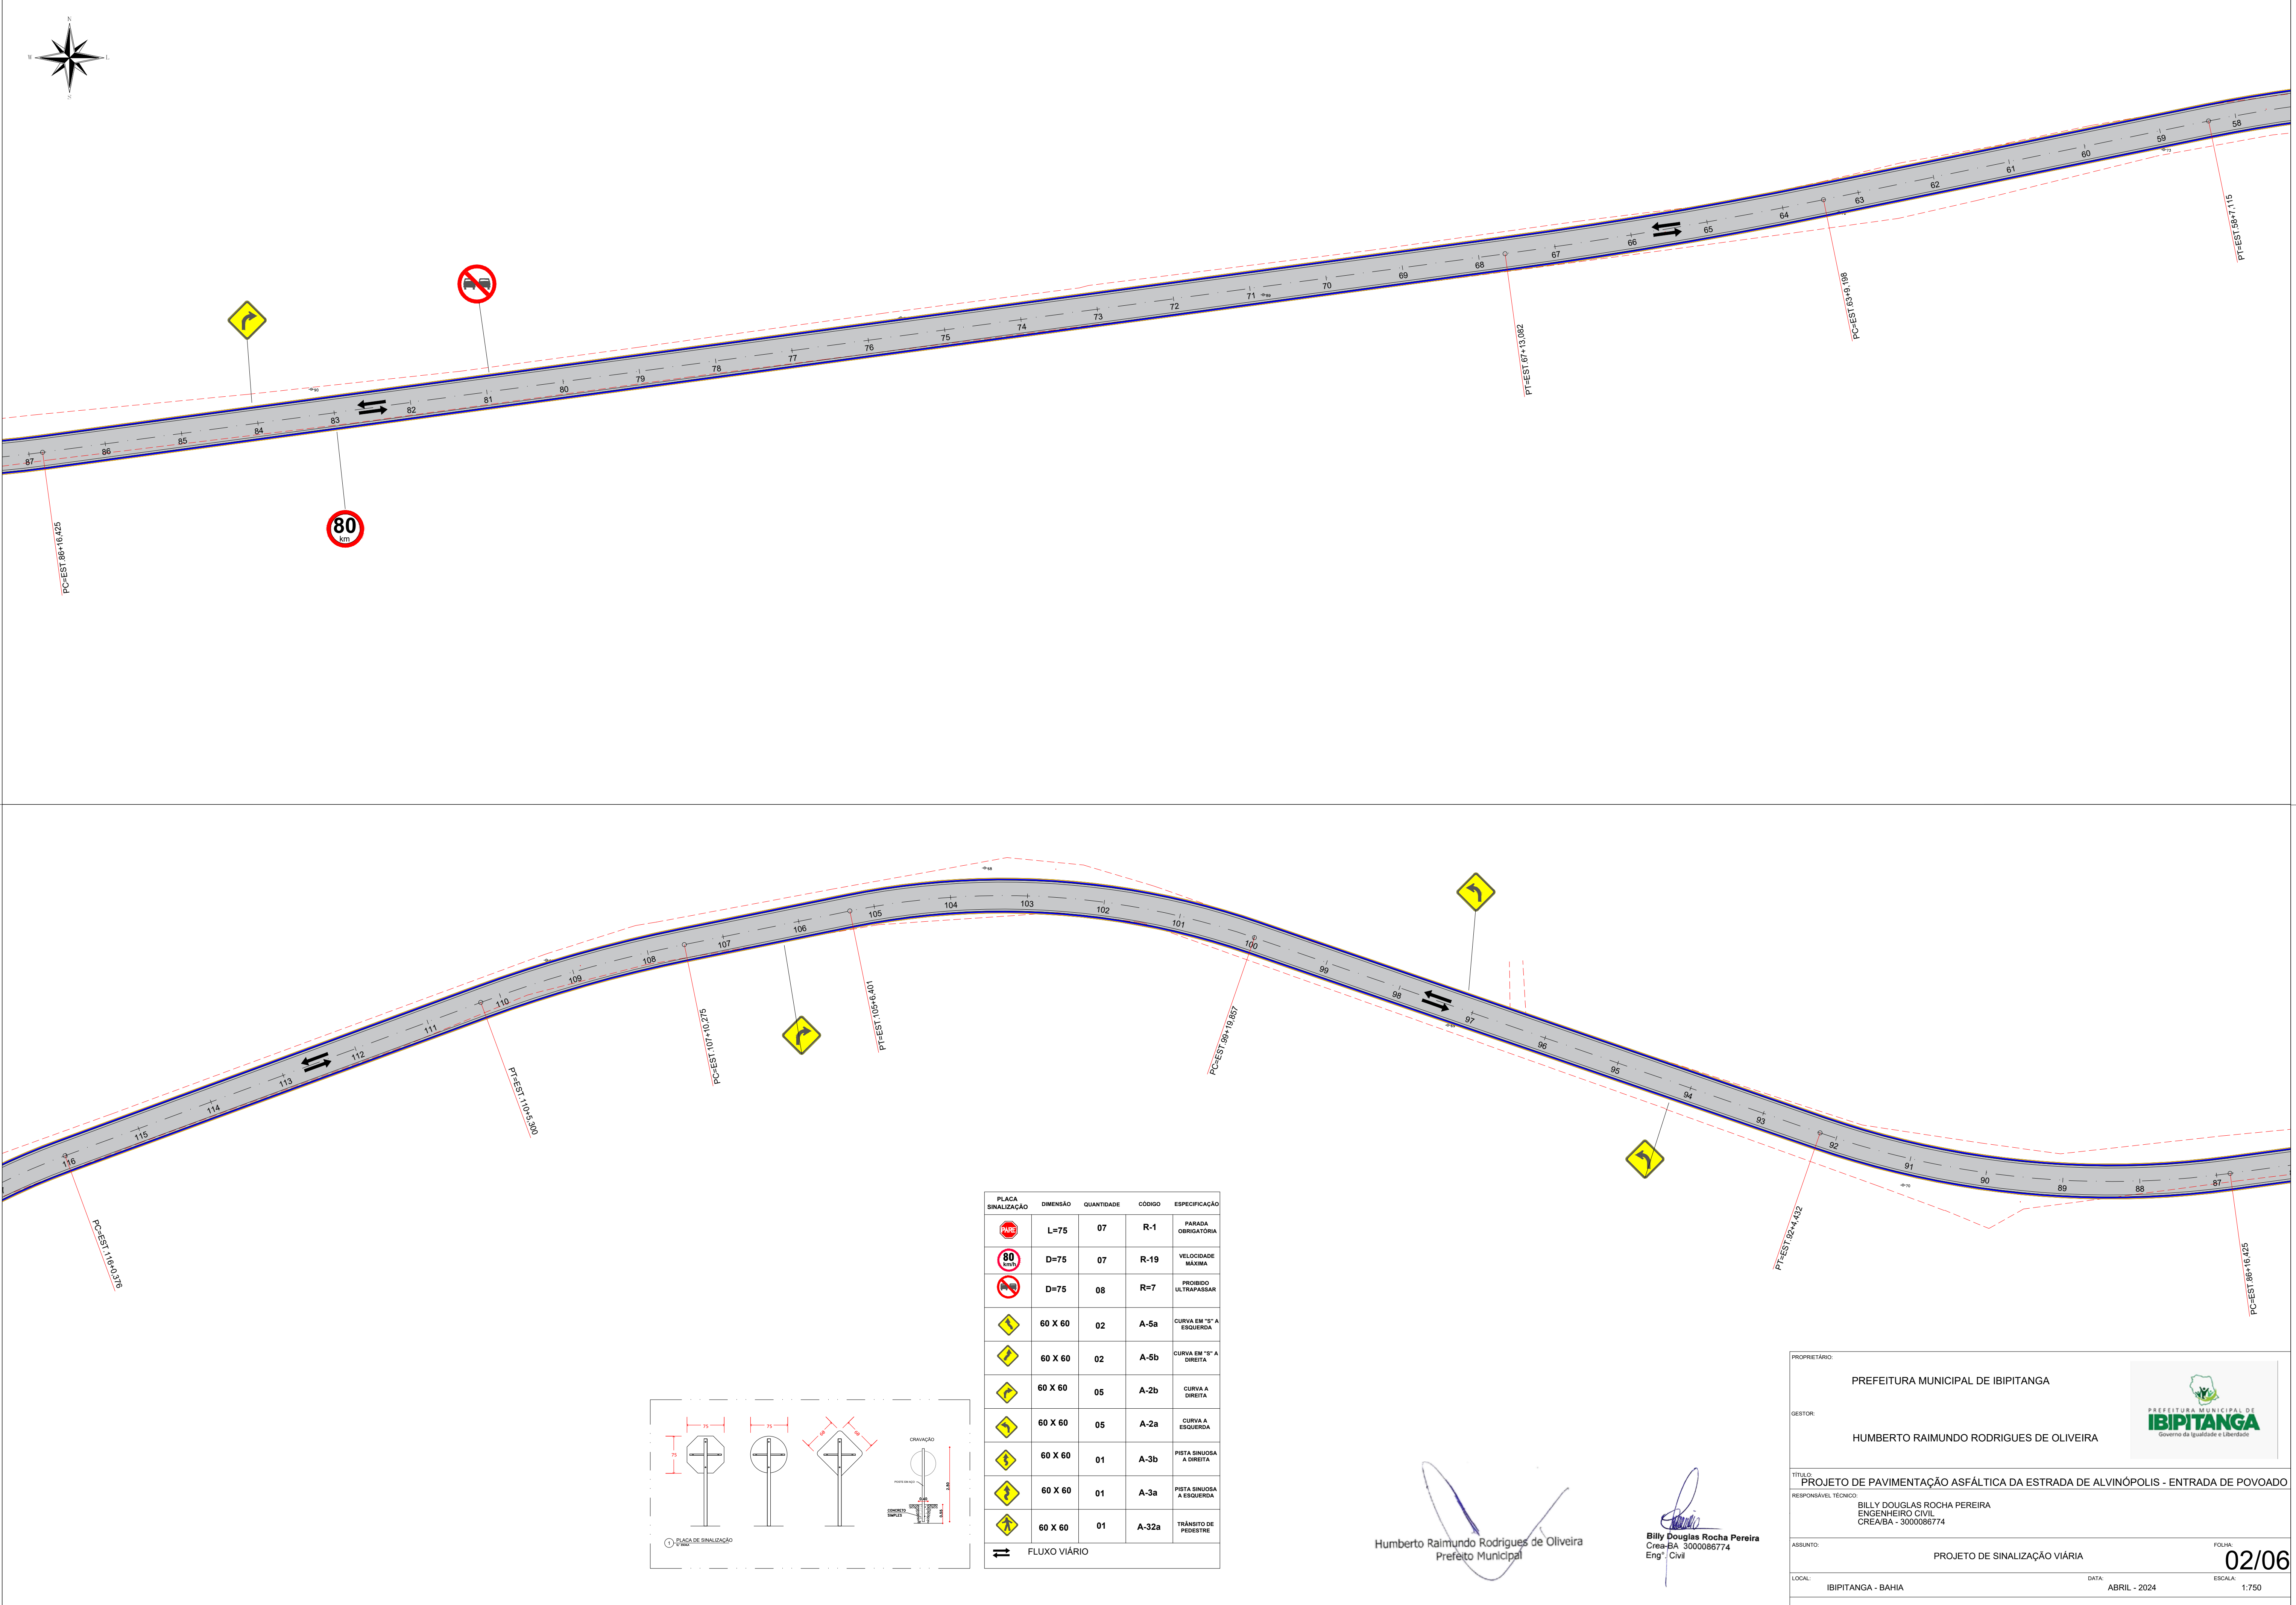 N
L
58
59
60
61
62
63
64
65
66
67
68
69
70
71
72
73
74
75
76
77
78
79
80
81
82
83
84
85
86
87
PT=EST.58+7,115
PC=EST.63+9,198
PT=EST.67+13,082
PC=EST.86+16,425
80
km
116
115
114
113
112
111
110
109
108
107
106
105
104
103
102
101
100
99
98
97
96
95
94
93
92
91
90
89
88
87
PC=EST.116+0,376
PT=EST.110+5,300
PC=EST.107+10,275
PT=EST.105+6,401
PC=EST.99+19,857
PT=EST.92+4,432
PC=EST.86+16,425
PLACA SINALIZAÇÃO DIMENSÃO QUANTIDADE CÓDIGO ESPECIFICAÇÃO
PARE L=75 07 R-1 PARADA OBRIGATÓRIA
80 km/h D=75 07 R-19 VELOCIDADE MÁXIMA
D=75 08 R=7 PROIBIDO ULTRAPASSAR
60 X 60 02 A-5a CURVA EM "S" A ESQUERDA
60 X 60 02 A-5b CURVA EM "S" A DIREITA
60 X 60 05 A-2b CURVA A DIREITA
60 X 60 05 A-2a CURVA A ESQUERDA
60 X 60 01 A-3b PISTA SINUOSA A DIREITA
60 X 60 01 A-3a PISTA SINUOSA A ESQUERDA
60 X 60 01 A-32a TRÂNSITO DE PEDESTRE
FLUXO VIÁRIO
75
75
75
68
68
CRAVAÇÃO
CONCRETO
SIMPLES
1 PLACA DE SINALIZAÇÃO
Humberto Raimundo Rodrigues de Oliveira
Prefeito Municipal
Billy Douglas Rocha Pereira
Crea-BA 3000086774
Eng°. Civil
PROPRIETÁRIO:
PREFEITURA MUNICIPAL DE IBIPITANGA
GESTOR:
HUMBERTO RAIMUNDO RODRIGUES DE OLIVEIRA
PREFEITURA MUNICIPAL DE
IBIPITANGA
Governo da Igualdade e Liberdade
TÍTULO:
PROJETO DE PAVIMENTAÇÃO ASFÁLTICA DA ESTRADA DE ALVINÓPOLIS - ENTRADA DE POVOADO
RESPONSÁVEL TÉCNICO:
BILLY DOUGLAS ROCHA PEREIRA
ENGENHEIRO CIVIL
CREA/BA - 3000086774
ASSUNTO:
PROJETO DE SINALIZAÇÃO VIÁRIA
FOLHA:
02/06
LOCAL:
IBIPITANGA - BAHIA
DATA:
ABRIL - 2024
ESCALA:
1:750